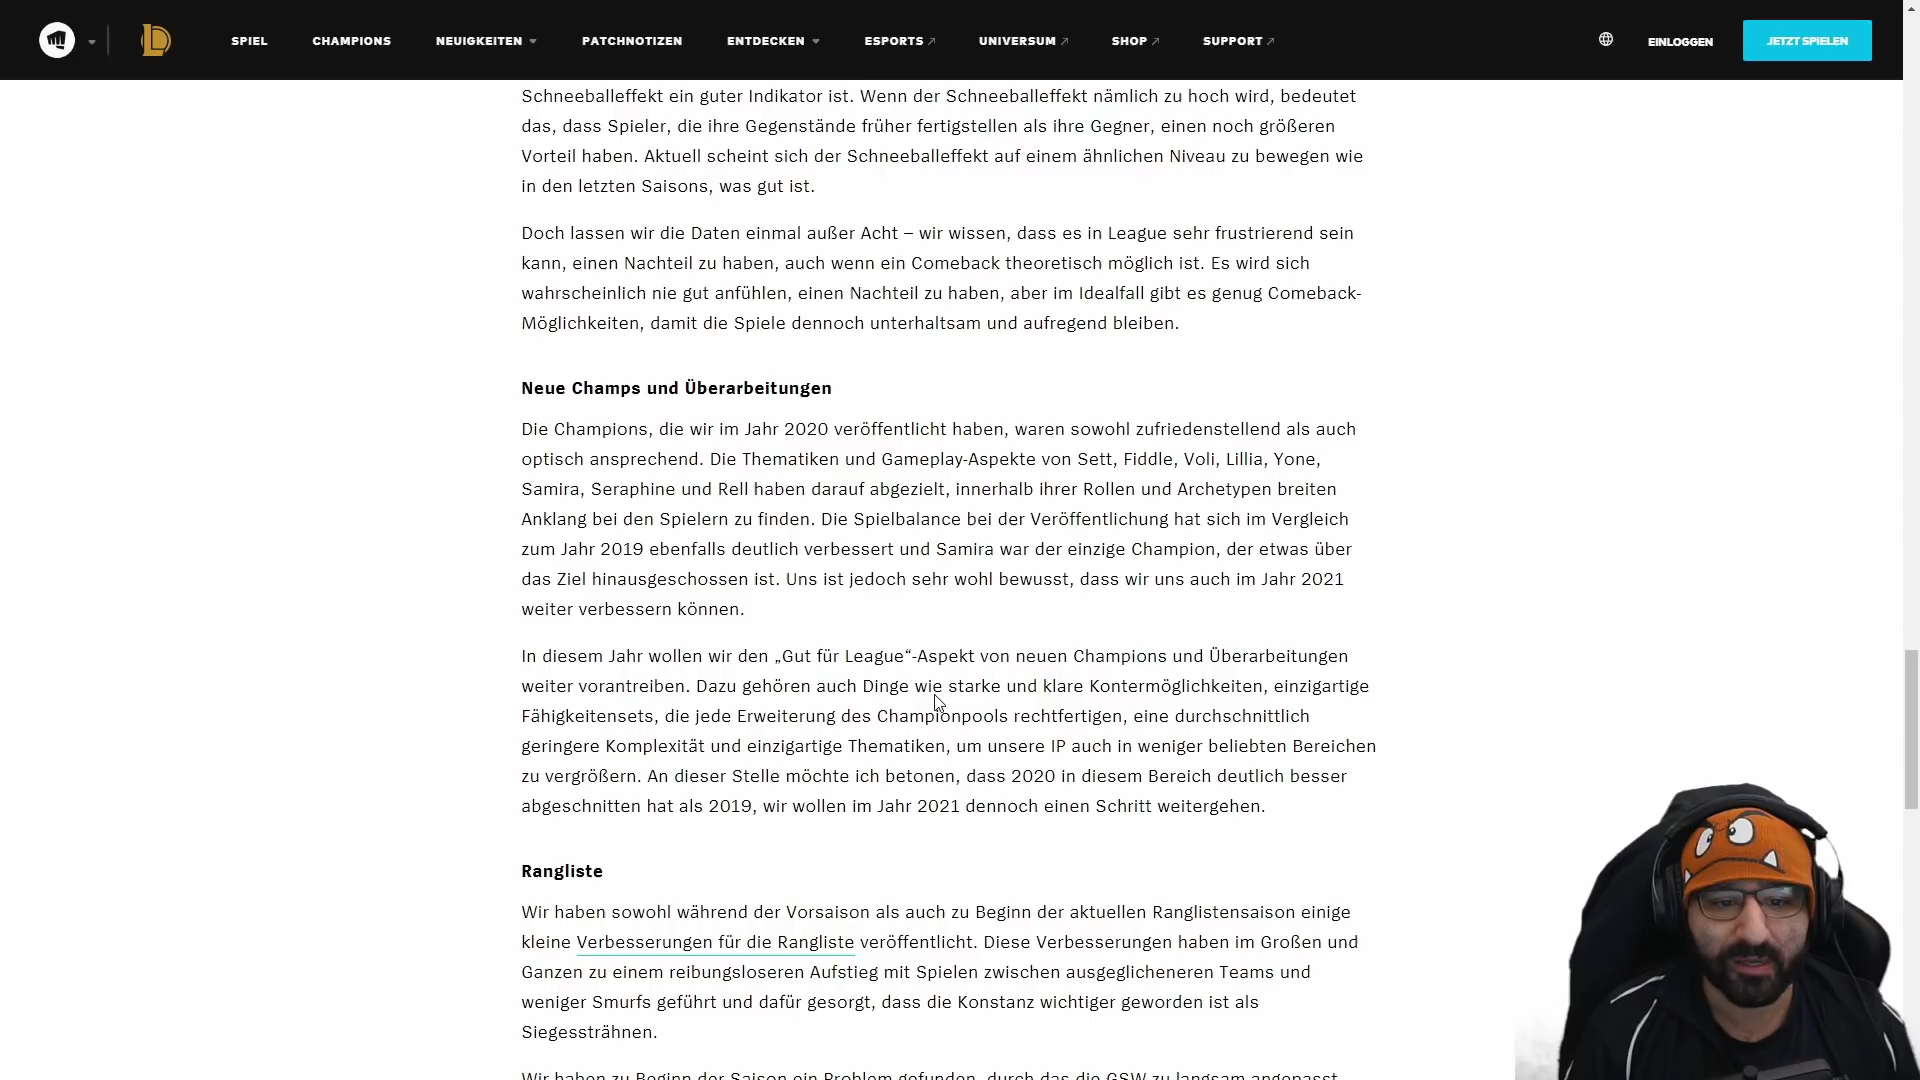 SPIEL CHAMPIONS NEUIGKEITEN PATCHNOTIZEN ENTDECKEN ESPORTS UNIVERSUM SHOP SUPPORT EINLOGGEN JETZT SPIELEN
Schneeballeffekt ein guter Indikator ist. Wenn der Schneeballeffekt nämlich zu hoch wird, bedeutet
das, dass Spieler, die ihre Gegenstände früher fertigstellen als ihre Gegner, einen noch größeren
Vorteil haben. Aktuell scheint sich der Schneeballeffekt auf einem ähnlichen Niveau zu bewegen wie
in den letzten Saisons, was gut ist.
Doch lassen wir die Daten einmal außer Acht – wir wissen, dass es in League sehr frustrierend sein
kann, einen Nachteil zu haben, auch wenn ein Comeback theoretisch möglich ist. Es wird sich
wahrscheinlich nie gut anfühlen, einen Nachteil zu haben, aber im Idealfall gibt es genug Comeback-
Möglichkeiten, damit die Spiele dennoch unterhaltsam und aufregend bleiben.
Neue Champs und Überarbeitungen
Die Champions, die wir im Jahr 2020 veröffentlicht haben, waren sowohl zufriedenstellend als auch
optisch ansprechend. Die Thematiken und Gameplay-Aspekte von Sett, Fiddle, Voli, Lillia, Yone,
Samira, Seraphine und Rell haben darauf abgezielt, innerhalb ihrer Rollen und Archetypen breiten
Anklang bei den Spielern zu finden. Die Spielbalance bei der Veröffentlichung hat sich im Vergleich
zum Jahr 2019 ebenfalls deutlich verbessert und Samira war der einzige Champion, der etwas über
das Ziel hinausgeschossen ist. Uns ist jedoch sehr wohl bewusst, dass wir uns auch im Jahr 2021
weiter verbessern können.
In diesem Jahr wollen wir den „Gut für League“-Aspekt von neuen Champions und Überarbeitungen
weiter vorantreiben. Dazu gehören auch Dinge wie starke und klare Kontermöglichkeiten, einzigartige
Fähigkeitensets, die jede Erweiterung des Championpools rechtfertigen, eine durchschnittlich
geringere Komplexität und einzigartige Thematiken, um unsere IP auch in weniger beliebten Bereichen
zu vergrößern. An dieser Stelle möchte ich betonen, dass 2020 in diesem Bereich deutlich besser
abgeschnitten hat als 2019, wir wollen im Jahr 2021 dennoch einen Schritt weitergehen.
Rangliste
Wir haben sowohl während der Vorsaison als auch zu Beginn der aktuellen Ranglistensaison einige
kleine Verbesserungen für die Rangliste veröffentlicht. Diese Verbesserungen haben im Großen und
Ganzen zu einem reibungsloseren Aufstieg mit Spielen zwischen ausgeglicheneren Teams und
weniger Smurfs geführt und dafür gesorgt, dass die Konstanz wichtiger geworden ist als
Siegessträhnen.
Wir haben zu Beginn der Saison ein Problem gefunden, durch das die GSW zu langsam angepasst